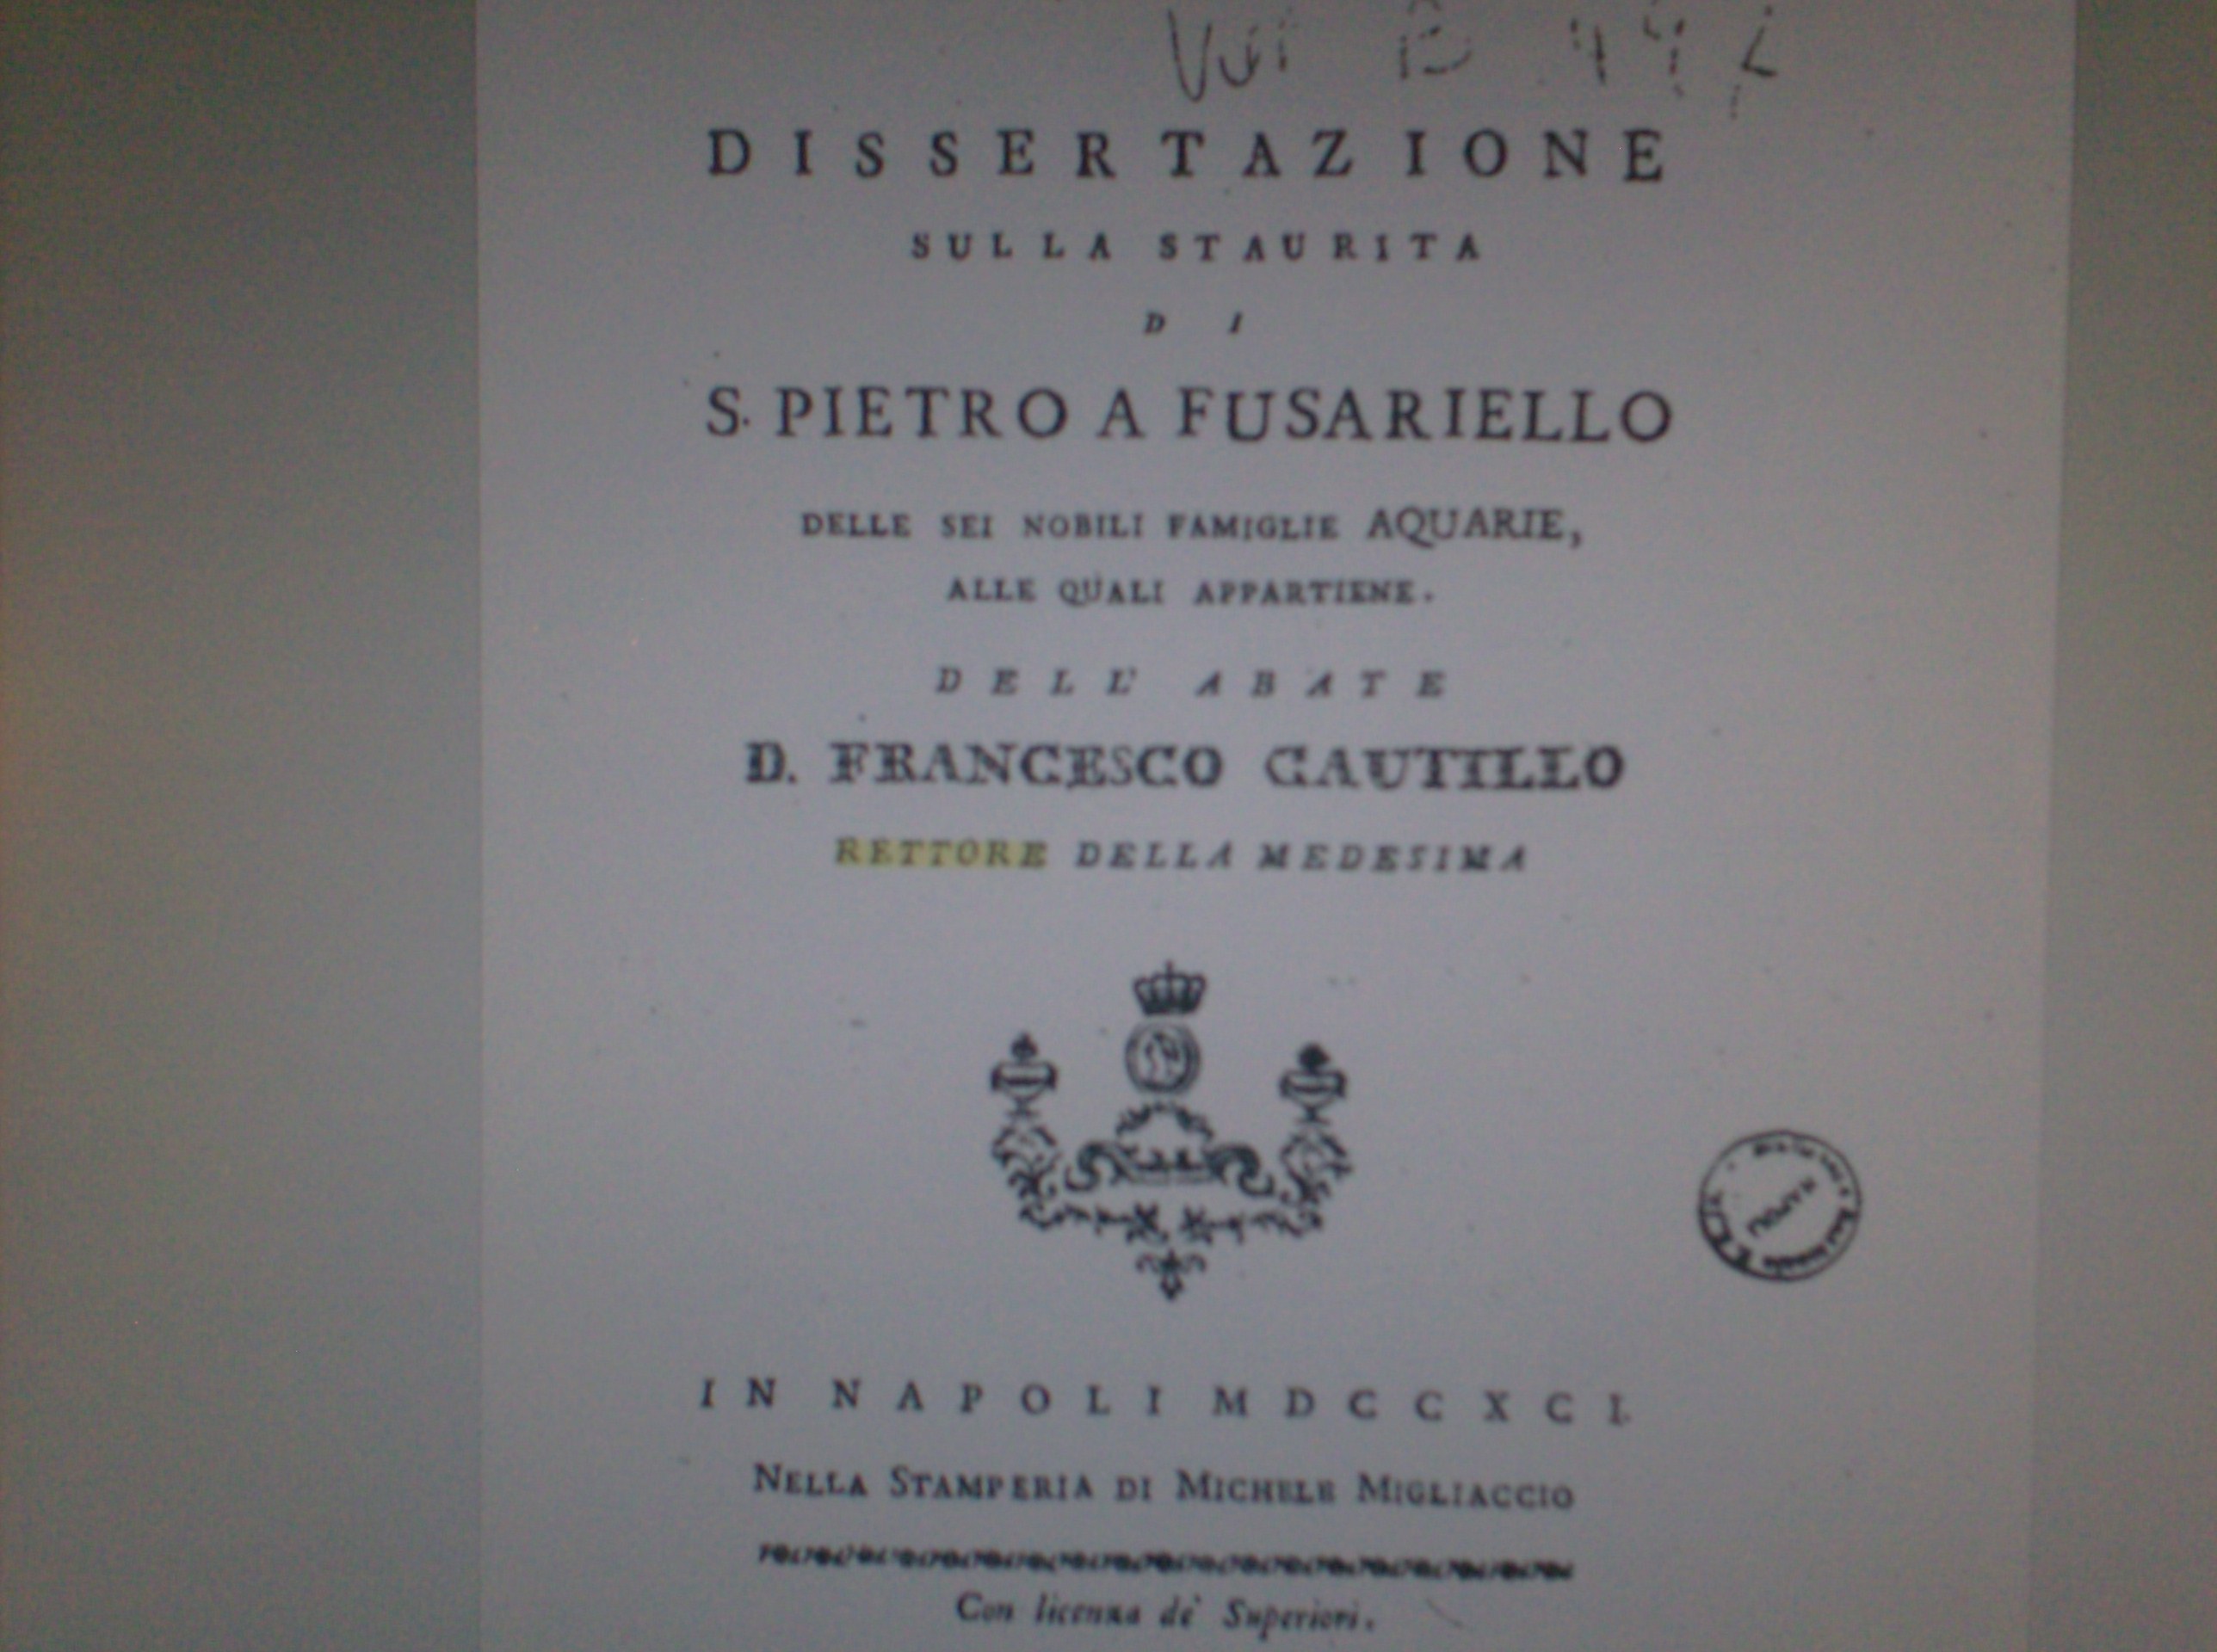 DISSERTAZIONE
SULLA STAURITA
DI
S. PIETRO A FUSARIELLO
DELLE SEI NOBILI FAMIGLIE AQUARIE,
ALLE QUALI APPARTIENE.
DELL' ABATE
D. FRANCESCO CAUTILLO
RETTORE DELLA MEDESIMA
IN NAPOLI MDCCXCI.
NELLA STAMPERIA DI MICHELE MIGLIACCIO
Con licenza de' Superiori.